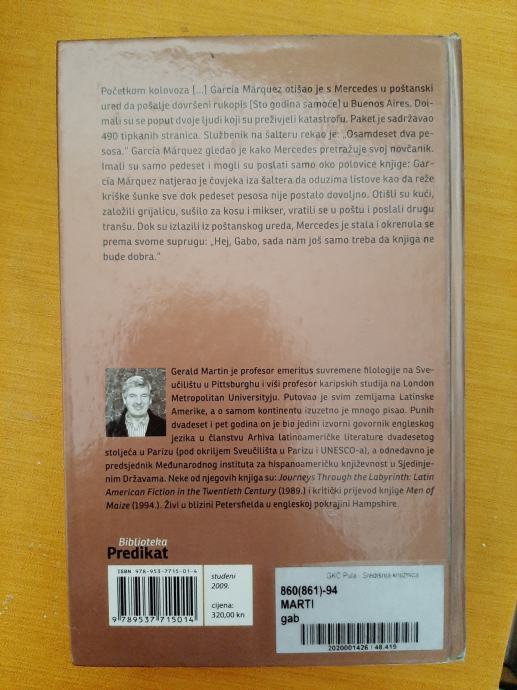 Početkom kolovoza [...] García Márquez otišao je s Mercedes u poštanski
ured da pošalje dovršeni rukopis [Sto godina samoće] u Buenos Aires. Doi-
mali su se poput dvoje ljudi koji su preživjeli katastrofu. Paket je sadržavao
490 tipkanih stranica. Službenik na šalteru rekao je: „Osamdeset dva pe-
sosa.“ García Márquez gledao je kako Mercedes pretražuje svoj novčanik.
Imali su samo pedeset i mogli su poslati samo oko polovice knjige: Gar-
cía Márquez natjerao je čovjeka iza šaltera da oduzima listove kao da reže
kriške šunke sve dok pedeset pesosa nije postalo dovoljno. Otišli su kući,
založili grijalicu, sušilo za kosu i mikser, vratili se u poštu i poslali drugu
tranšu. Dok su izlazili iz poštanskog ureda, Mercedes je stala i okrenula se
prema svome suprugu: „Hej, Gabo, sada nam još samo treba da knjiga ne
bude dobra.“
Gerald Martin je profesor emeritus suvremene filologije na Sve-
učilištu u Pittsburghu i viši profesor karipskih studija na London
Metropolitan Universityju. Putovao je svim zemljama Latinske
Amerike, a o samom kontinentu izuzetno je mnogo pisao. Punih
dvadeset i pet godina on je bio jedini izvorni govornik engleskog
jezika u članstvu Arhiva latinoameričke literature dvadesetog
stoljeća u Parizu (pod okriljem Sveučilišta u Parizu i UNESCO-a), a odnedavno je
predsjednik Međunarodnog instituta za hispanoameričku književnost u Sjedinje-
nim Državama. Neke od njegovih knjiga su: Journeys Through the Labyrinth: Latin
American Fiction in the Twentieth Century (1989.) i kritički prijevod knjige Men of
Maize (1994.). Živi u blizini Petersfielda u engleskoj pokrajini Hampshire.
Biblioteka
Predikat
ISBN 978-953-7715-01-4
9 789537 715014
studeni
2009.
cijena:
320,00 kn
GKČ Pula : Središnja knjižnica
860(861)-94
MARTI
gab
2020001426 / 48.419